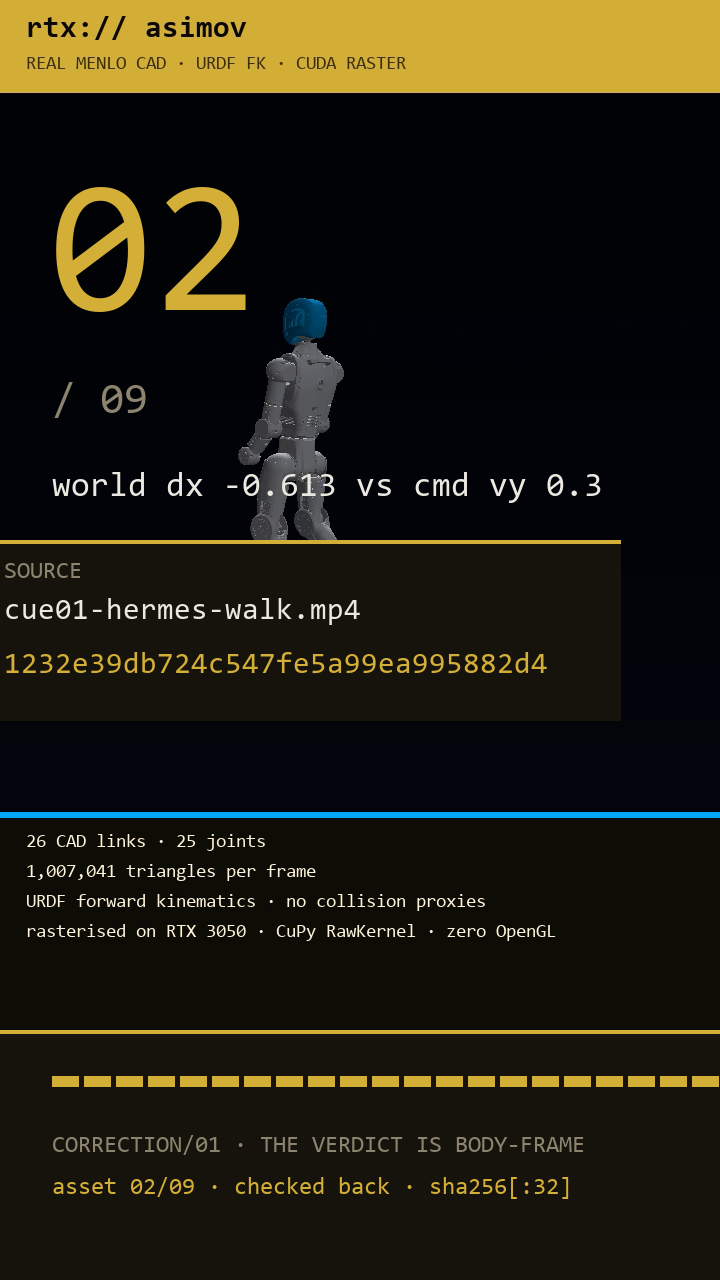 rtx:// asimov
REAL MENLO CAD · URDF FK · CUDA RASTER
02
/ 09
world dx -0.613 vs cmd vy 0.3
SOURCE
cue01-hermes-walk.mp4
1232e39db724c547fe5a99ea995882d4
26 CAD links · 25 joints
1,007,041 triangles per frame
URDF forward kinematics · no collision proxies
rasterised on RTX 3050 · CuPy RawKernel · zero OpenGL
CORRECTION/01 · THE VERDICT IS BODY-FRAME
asset 02/09 · checked back · sha256[:32]